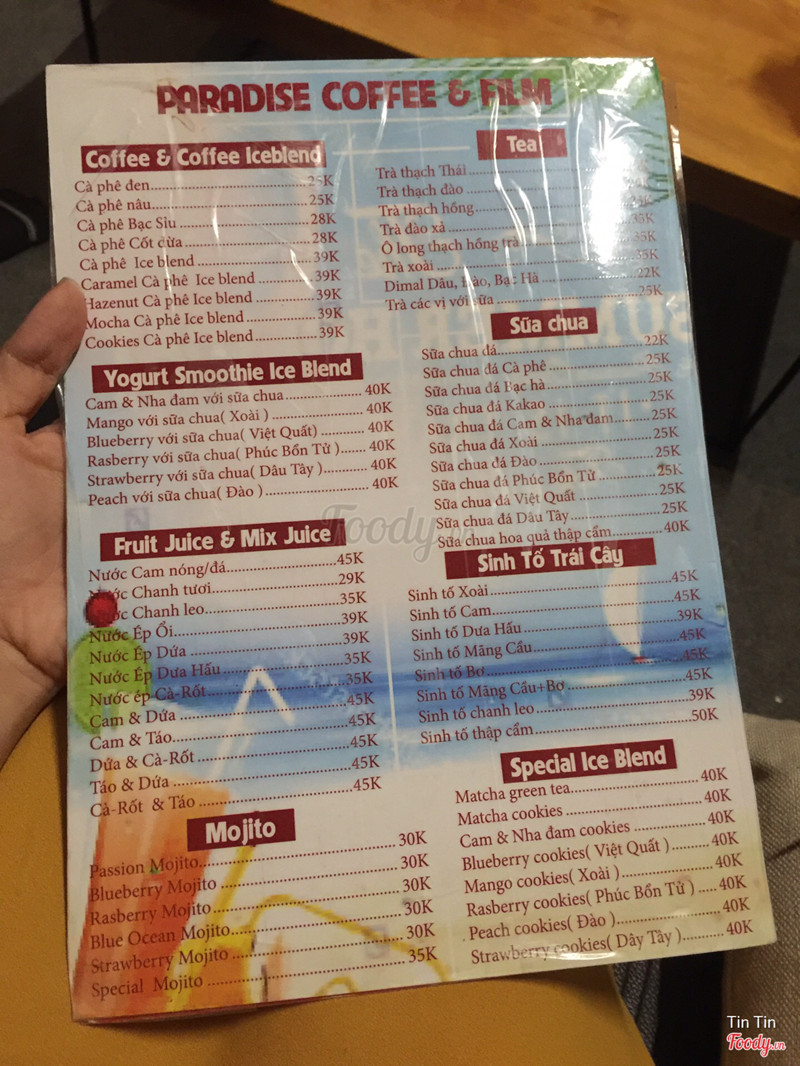 PARADISE COFFEE & FILM
Coffee & Coffee Iceblend
Cà phê đen 25K
Cà phê nâu 25K
Cà phê Bạc Sỉu 28K
Cà phê Cốt dừa 28K
Cà phê Ice blend 39K
Caramel Cà phê Ice blend 39K
Hazenut Cà phê Ice blend 39K
Mocha Cà phê Ice blend 39K
Cookies Cà phê Ice blend 39K
Yogurt Smoothie Ice Blend
Cam & Nha đam với sữa chua 40K
Mango với sữa chua( Xoài ) 40K
Blueberry với sữa chua( Việt Quất) 40K
Rasberry với sữa chua( Phúc Bồn Tử ) 40K
Strawberry với sữa chua( Dâu Tây ) 40K
Peach với sữa chua( Đào ) 40K
Fruit Juice & Mix Juice
Nước Cam nóng/đá 45K
Nước Chanh tươi 29K
Nước Chanh leo 35K
Nước Ép Ổi 39K
Nước Ép Dứa 39K
Nước Ép Dưa Hấu 35K
Nước ép Cà-Rốt 35K
Cam & Dứa 45K
Cam & Táo 45K
Dứa & Cà-Rốt 45K
Táo & Dứa 45K
Cà-Rốt & Táo 45K
Mojito
Passion Mojito 30K
Blueberry Mojito 30K
Rasberry Mojito 30K
Blue Ocean Mojito 30K
Strawberry Mojito 30K
Special Mojito 35K
Tea
Trà thạch Thái
Trà thạch đào
Trà thạch hồng
Trà đào xả 35K
Ô long thạch hồng trà 35K
Trà xoài 35K
Dimal Dâu, Đào, Bạc Hà 22K
Trà các vị với sữa 25K
Sữa chua
Sữa chua đá 22K
Sữa chua đá Cà phê 25K
Sữa chua đá Bạc hà 25K
Sữa chua đá Kakao 25K
Sữa chua đá Cam & Nha đam 25K
Sữa chua đá Xoài 25K
Sữa chua đá Đào 25K
Sữa chua đá Phúc Bồn Tử 25K
Sữa chua đá Việt Quất 25K
Sữa chua đá Dâu Tây 25K
Sữa chua hoa quả thập cẩm 40K
Sinh Tố Trái Cây
Sinh tố Xoài 45K
Sinh tố Cam 45K
Sinh tố Dưa Hấu 39K
Sinh tố Mãng Cầu 45K
Sinh tố Bơ 45K
Sinh tố Mãng Cầu+Bơ 45K
Sinh tố chanh leo 39K
Sinh tố thập cẩm 50K
Special Ice Blend
Matcha green tea 40K
Matcha cookies 40K
Cam & Nha đam cookies 40K
Blueberry cookies( Việt Quất ) 40K
Mango cookies( Xoài ) 40K
Rasberry cookies( Phúc Bồn Tử ) 40K
Peach cookies( Đào ) 40K
Strawberry cookies( Dây Tây ) 40K
Foody.vn
Tin Tin
Foody.vn